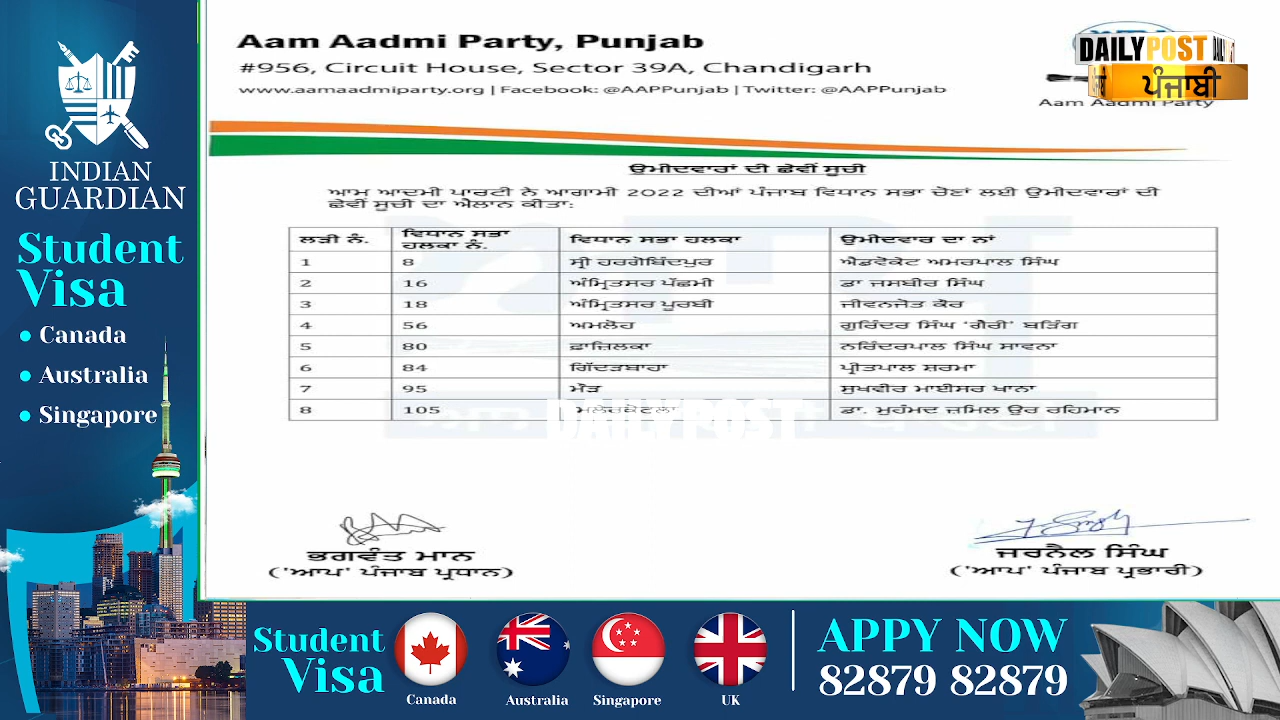 INDIAN
GUARDIAN
Student
Visa
• Canada
• Australia
• Singapore
Aam Aadmi Party, Punjab
#956, Circuit House, Sector 39A, Chandigarh
www.aamaadmiparty.org | Facebook: @AAPPunjab | Twitter: @AAPPunjab
DAILYPOST
ਪੰਜਾਬੀ
Aam Aadmi Party
ਉਮੀਦਵਾਰਾਂ ਦੀ ਛੇਵੀਂ ਸੂਚੀ
ਆਮ ਆਦਮੀ ਪਾਰਟੀ ਨੇ ਆਗਾਮੀ 2022 ਦੀਆਂ ਪੰਜਾਬ ਵਿਧਾਨ ਸਭਾ ਚੋਣਾਂ ਲਈ ਉਮੀਦਵਾਰਾਂ ਦੀ
ਛੇਵੀਂ ਸੂਚੀ ਦਾ ਐਲਾਨ ਕੀਤਾ:
ਲੜੀ ਨੰ. ਵਿਧਾਨ ਸਭਾ ਹਲਕਾ ਨੰ. ਵਿਧਾਨ ਸਭਾ ਹਲਕਾ ਉਮੀਦਵਾਰ ਦਾ ਨਾਂ
1 8 ਸ੍ਰੀ ਹਰਗੋਬਿੰਦਪੁਰ ਐਡਵੋਕੇਟ ਅਮਰਪਾਲ ਸਿੰਘ
2 16 ਅੰਮ੍ਰਿਤਸਰ ਪੱਛਮੀ ਡਾ ਜਸਬੀਰ ਸਿੰਘ
3 18 ਅੰਮ੍ਰਿਤਸਰ ਪੂਰਬੀ ਜੀਵਨਜੋਤ ਕੌਰ
4 56 ਅਮਲੋਹ ਗੁਰਿੰਦਰ ਸਿੰਘ 'ਗੈਰੀ' ਬੜਿੰਗ
5 80 ਫ਼ਾਜ਼ਿਲਕਾ ਨਰਿੰਦਰਪਾਲ ਸਿੰਘ ਸਾਵਨਾ
6 84 ਗਿੱਦੜਬਾਹਾ ਪ੍ਰੀਤਪਾਲ ਸ਼ਰਮਾ
7 95 ਮੌੜ ਸੁਖਵੀਰ ਮਾਈਸਰ ਖਾਨਾ
8 105 ਮਲੇਰਕੋਟਲਾ ਡਾ. ਮੁਹੰਮਦ ਜ਼ਮਿਲ ਉਰ ਰਹਿਮਾਨ
DAILYPOST
ਭਗਵੰਤ ਮਾਨ
('ਆਪ' ਪੰਜਾਬ ਪ੍ਰਧਾਨ)
ਜਰਨੈਲ ਸਿੰਘ
('ਆਪ' ਪੰਜਾਬ ਪ੍ਰਭਾਰੀ)
Student
Visa
Canada
Australia
Singapore
UK
APPY NOW
82879 82879